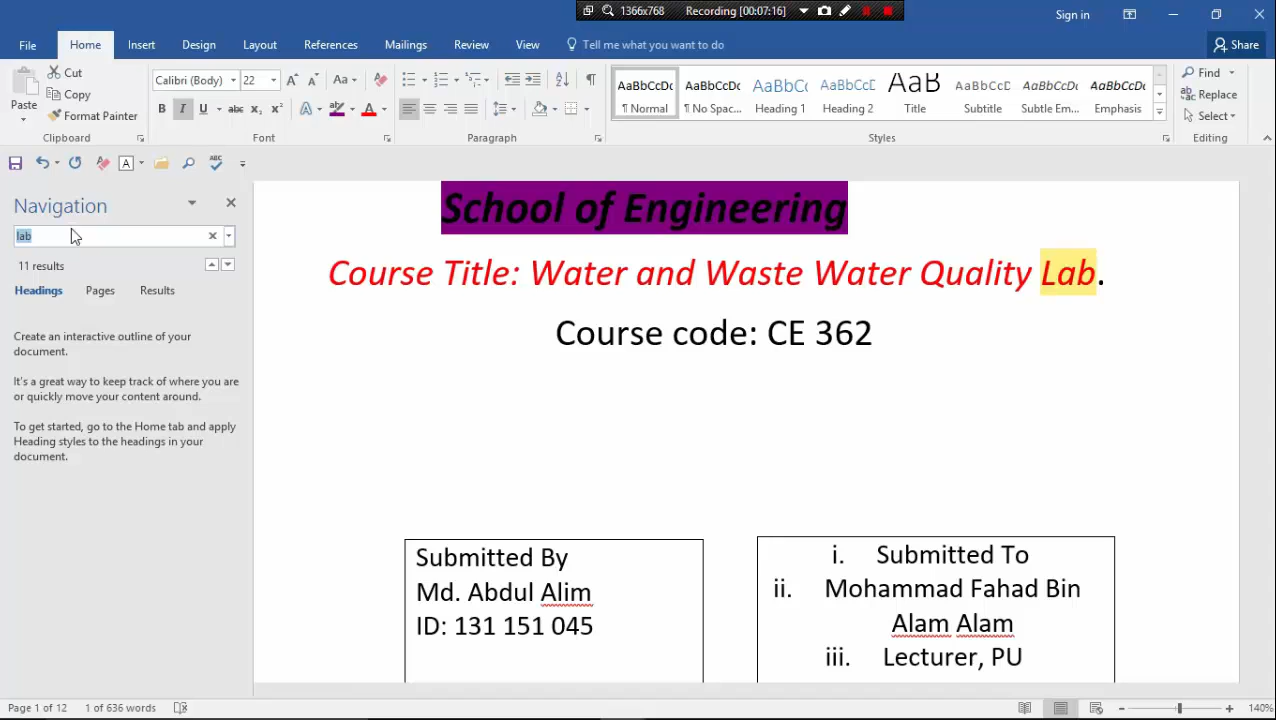 1366x768 Recording [00:07:16]
Sign in
File Home Insert Design Layout References Mailings Review View Tell me what you want to do Share
Paste Cut Copy Format Painter
Calibri (Body) 22 Aa
B I U abc x₂ x² A A
AaBbCcDc AaBbCcDc AaBbCc AaBbCcC AaB AaBbCcD AaBbCcDc AaBbCcDc
¶ Normal ¶ No Spac... Heading 1 Heading 2 Title Subtitle Subtle Em... Emphasis
Find
Replace
Select
Clipboard Font Paragraph Styles Editing
Navigation
lab
11 results
Headings Pages Results
Create an interactive outline of your
document.
It's a great way to keep track of where you are
or quickly move your content around.
To get started, go to the Home tab and apply
Heading styles to the headings in your
document.
School of Engineering
Course Title: Water and Waste Water Quality Lab.
Course code: CE 362
Submitted By
Md. Abdul Alim
ID: 131 151 045
i. Submitted To
ii. Mohammad Fahad Bin
Alam Alam
iii. Lecturer, PU
Page 1 of 12 1 of 636 words 140%